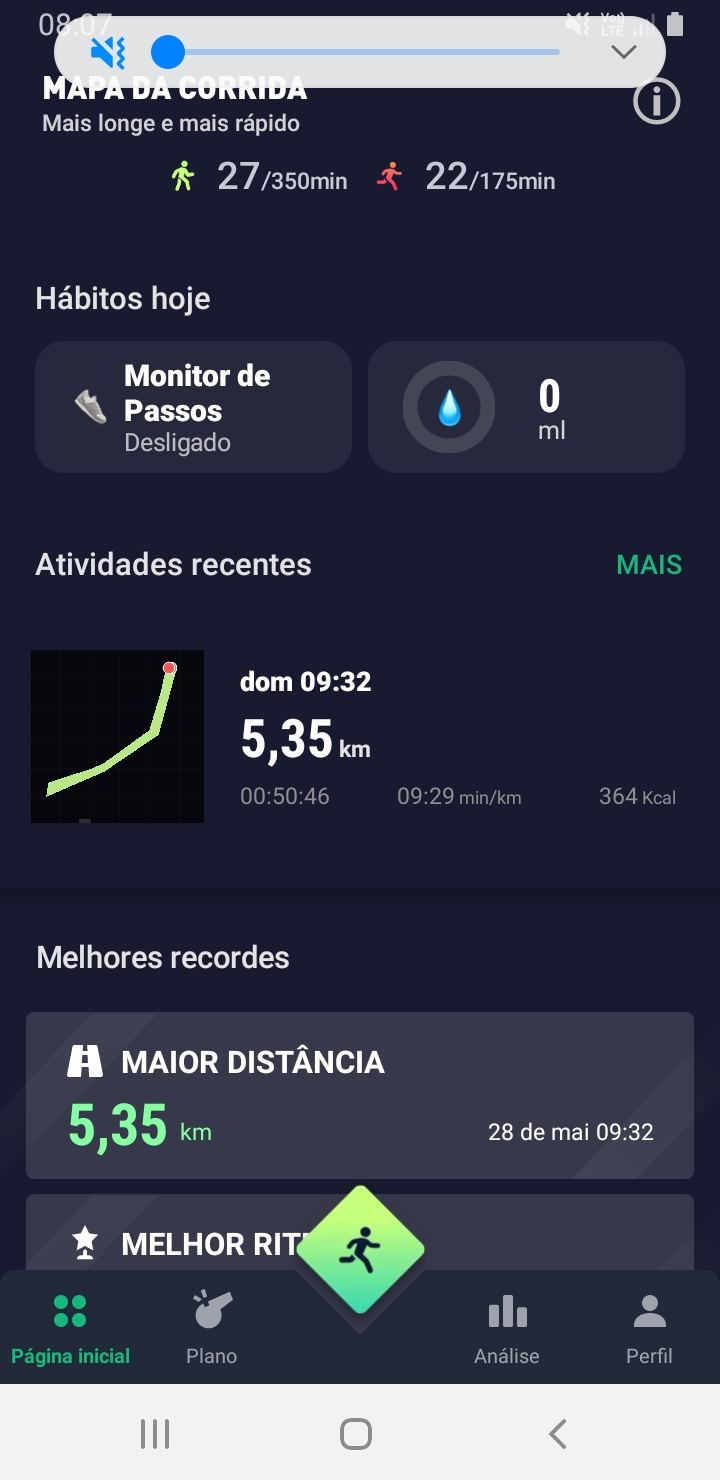 08:07
Vo))
LTE
MAPA DA CORRIDA
Mais longe e mais rápido
27/350min 22/175min
Hábitos hoje
Monitor de
Passos
Desligado
0
ml
Atividades recentes
MAIS
dom 09:32
5,35 km
00:50:46 09:29 min/km 364 Kcal
Melhores recordes
MAIOR DISTÂNCIA
5,35 km
28 de mai 09:32
MELHOR RIT
Página inicial Plano Análise Perfil